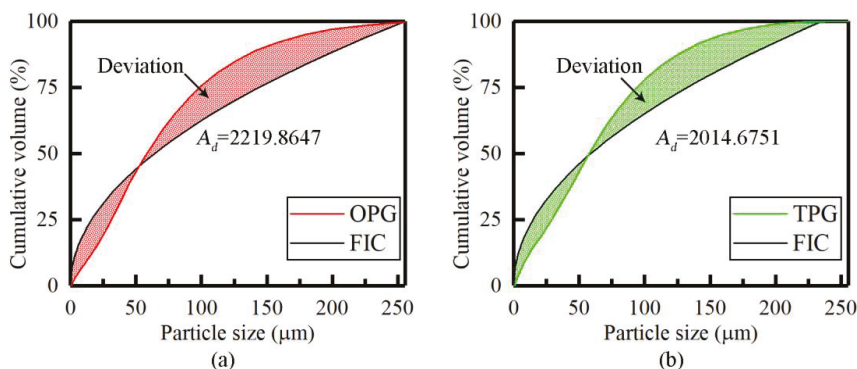 100
75
50
25
0
Cumulative volume (%)
Deviation
A_d=2219.8647
OPG
FIC
0 50 100 150 200 250
Particle size (μm)
(a)
100
75
50
25
0
Cumulative volume (%)
Deviation
A_d=2014.6751
TPG
FIC
0 50 100 150 200 250
Particle size (μm)
(b)